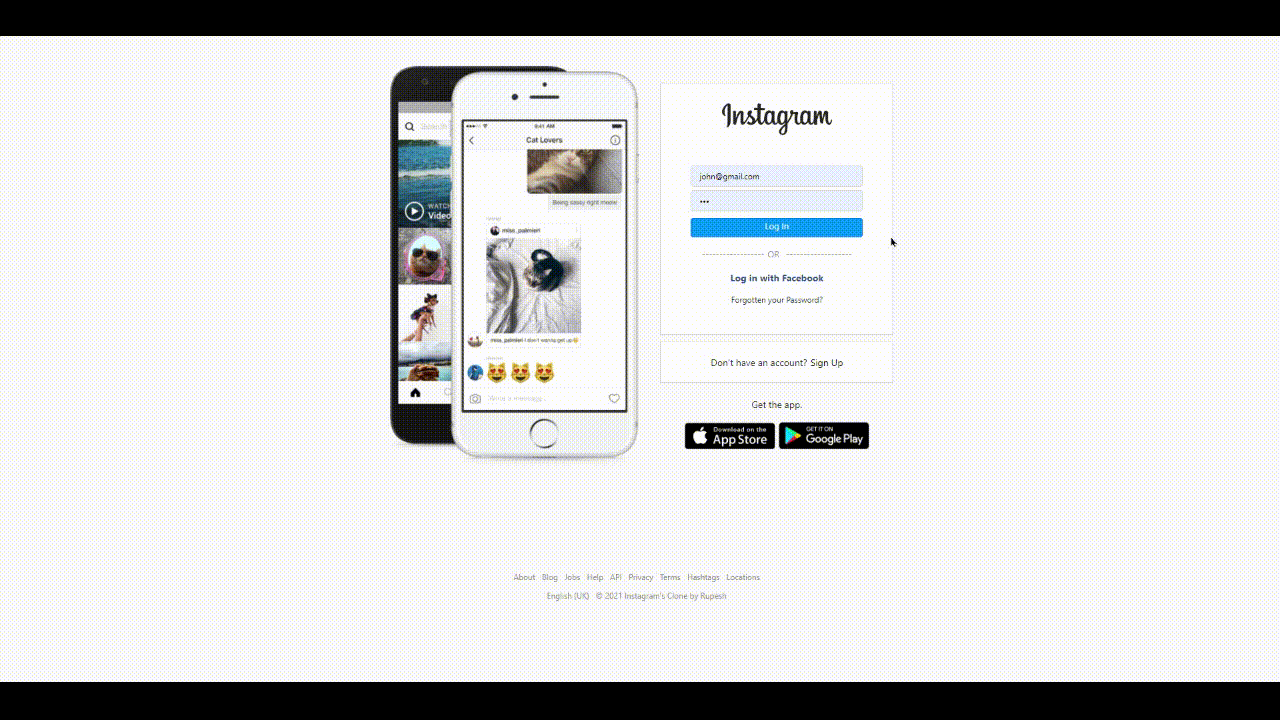 Search
WATCH
Video
9:41 AM
Cat Lovers
Being sassy right meow
miss_palmieri
miss_palmieri I don't wanna get up
Write a message...
Instagram
john@gmail.com
•••
Log In
OR
Log in with Facebook
Forgotten your Password?
Don't have an account? Sign Up
Get the app.
Download on the
App Store
GET IT ON
Google Play
About Blog Jobs Help API Privacy Terms Hashtags Locations
English (UK) © 2021 Instagram's Clone by Rupesh